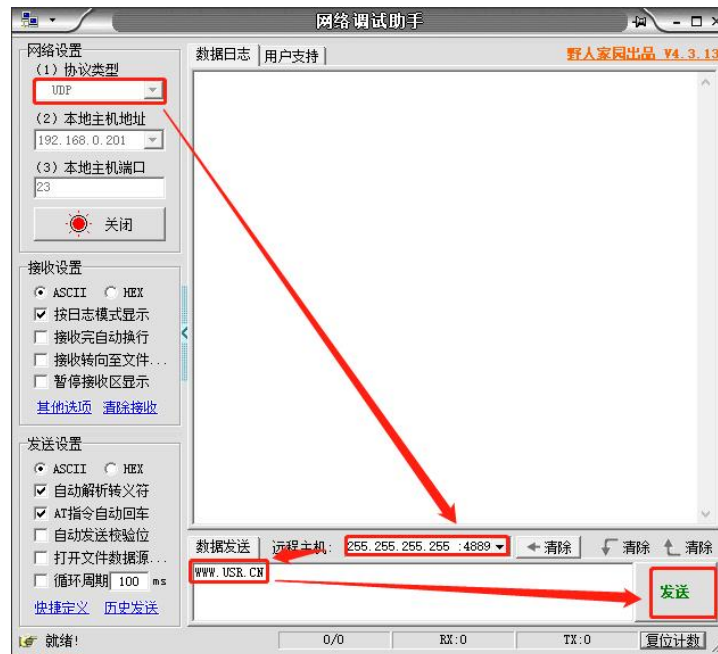 网络调试助手
网络设置
(1) 协议类型
UDP
(2) 本地主机地址
192.168.0.201
(3) 本地主机端口
23
关闭
接收设置
ASCII HEX
按日志模式显示
接收完自动换行
接收转向至文件...
暂停接收区显示
其他选项 清除接收
发送设置
ASCII HEX
自动解析转义符
AT指令自动回车
自动发送校验位
打开文件数据源...
循环周期 100 ms
快捷定义 历史发送
数据日志 用户支持
野人家园出品 V4.3.13
数据发送 远程主机: 255.255.255.255 :4889 清除 清除 清除
WWW.USR.CN
发送
就绪! 0/0 RX:0 TX:0 复位计数